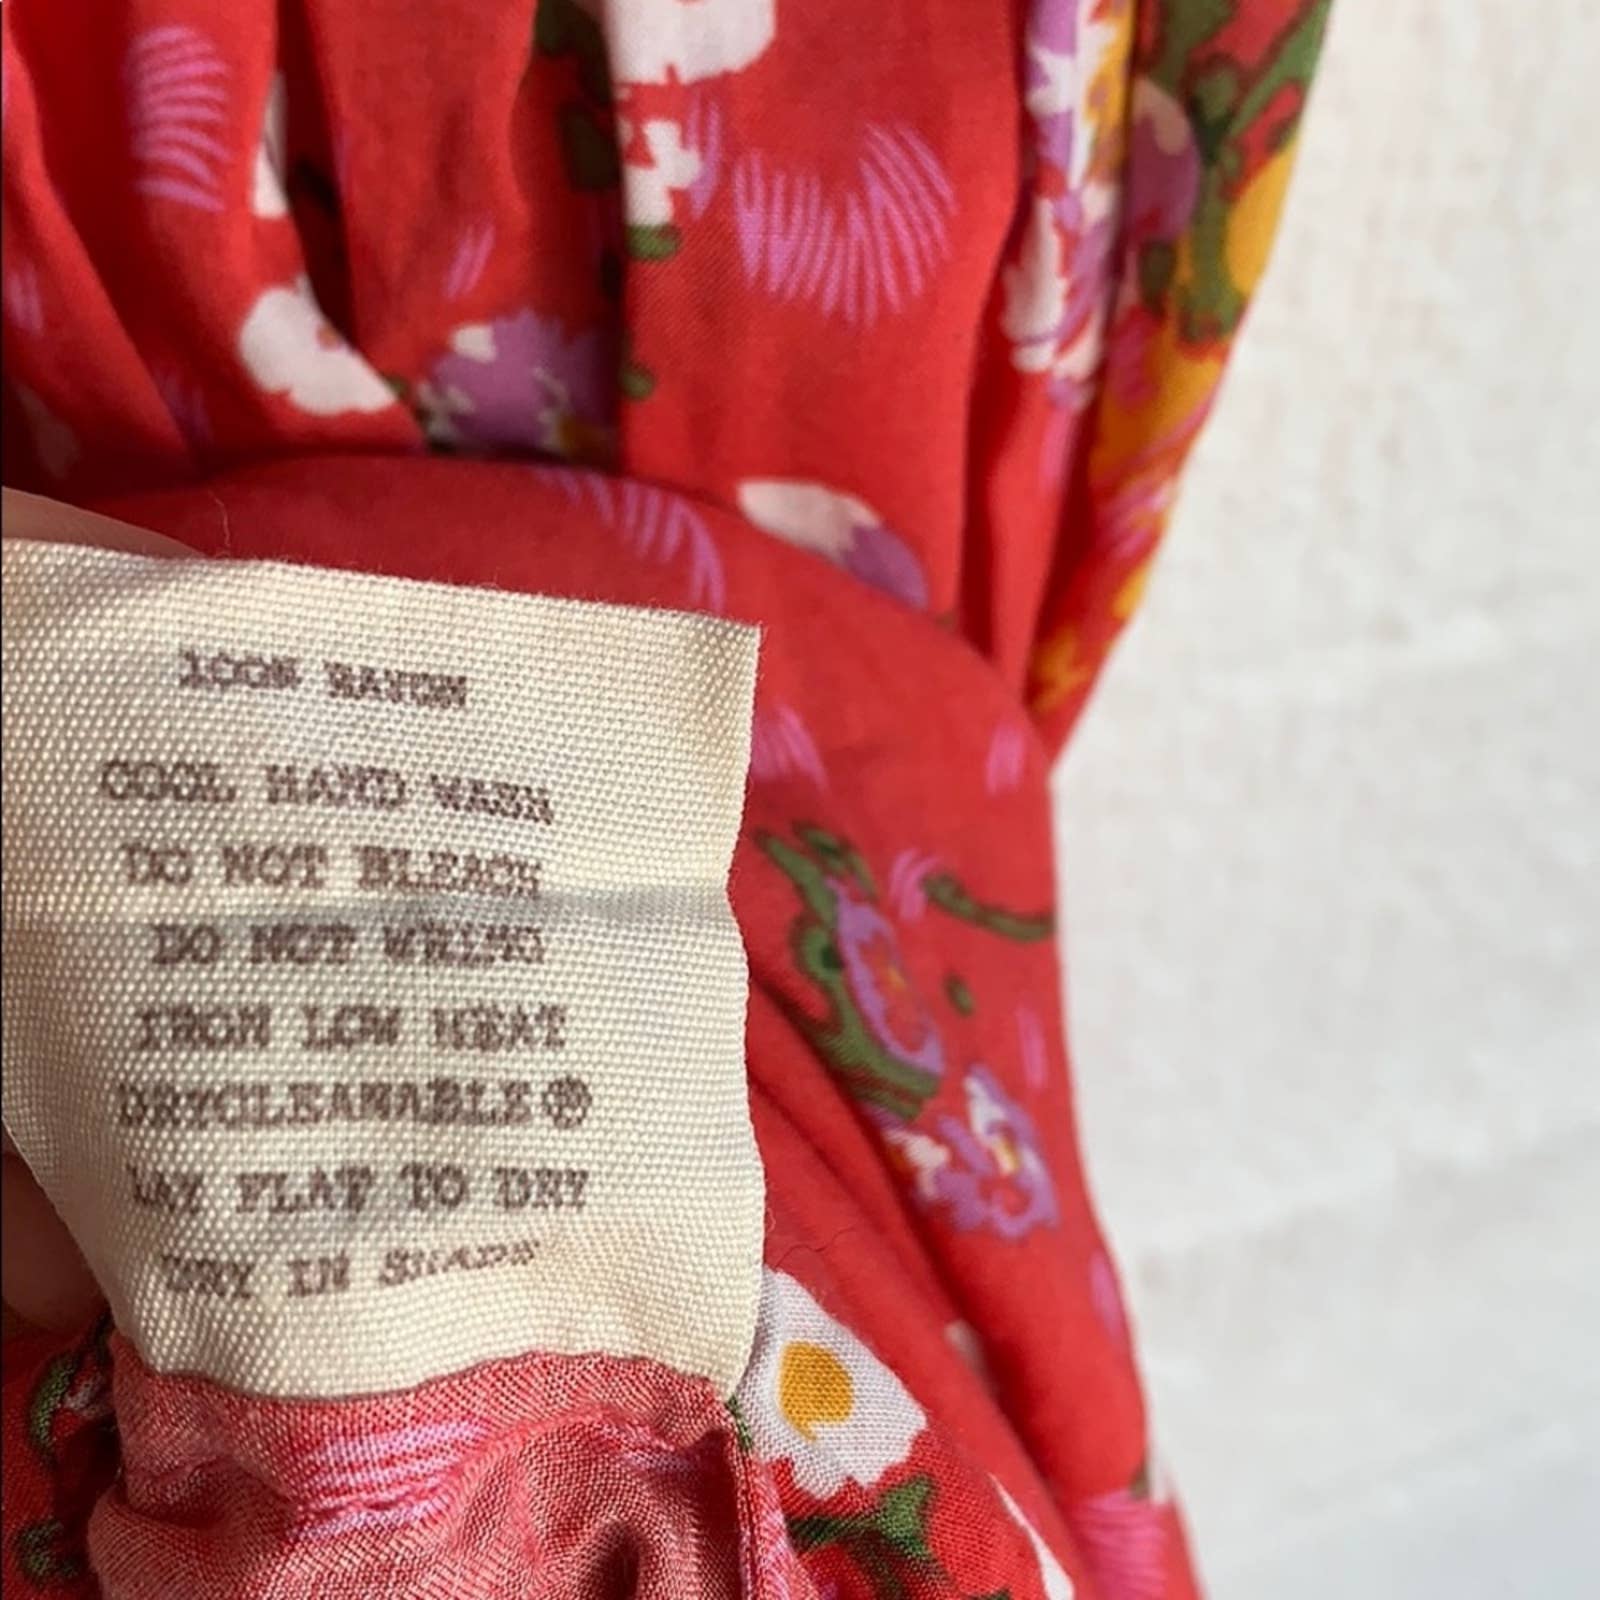 100% RAYON
COOL HAND WASH
DO NOT BLEACH
DO NOT WRING
IRON LOW HEAT
DRYCLEANABLE Ⓟ
LAY FLAT TO DRY
DRY IN SHADE